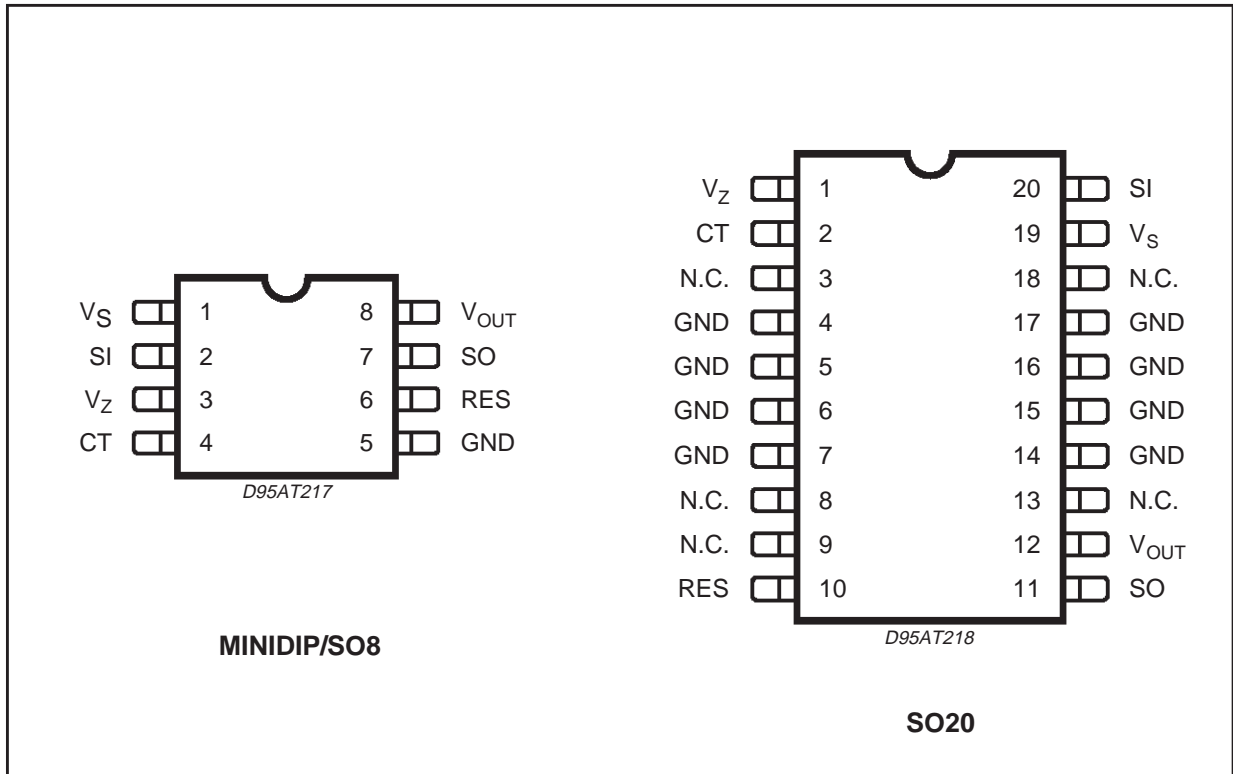 V_S 1 8 V_OUT
SI 2 7 SO
V_Z 3 6 RES
CT 4 5 GND
D95AT217
MINIDIP/SO8
V_Z 1 20 SI
CT 2 19 V_S
N.C. 3 18 N.C.
GND 4 17 GND
GND 5 16 GND
GND 6 15 GND
GND 7 14 GND
N.C. 8 13 N.C.
N.C. 9 12 V_OUT
RES 10 11 SO
D95AT218
SO20